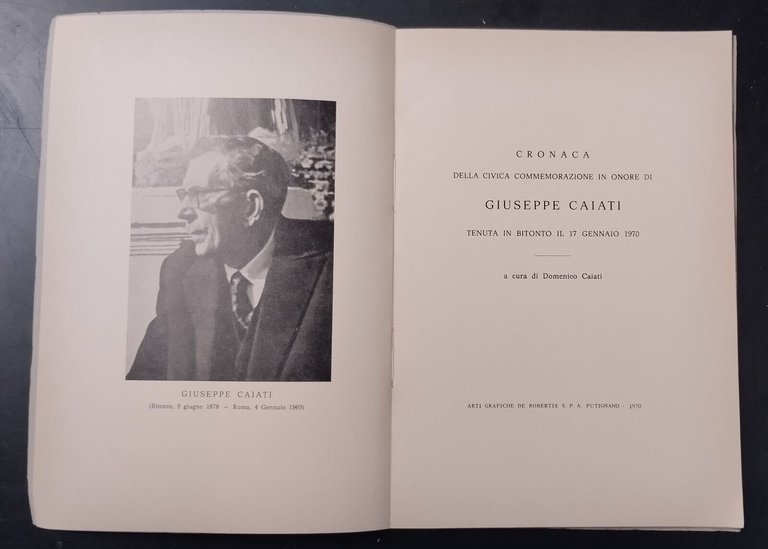 GIUSEPPE CAIATI
(Bitonto, 9 giugno 1878 – Roma, 4 Gennaio 1969)
CRONACA
DELLA CIVICA COMMEMORAZIONE IN ONORE DI
GIUSEPPE CAIATI
TENUTA IN BITONTO IL 17 GENNAIO 1970
a cura di Domenico Caiati
ARTI GRAFICHE DE ROBERTIS S. P. A. PUTIGNANO - 1970